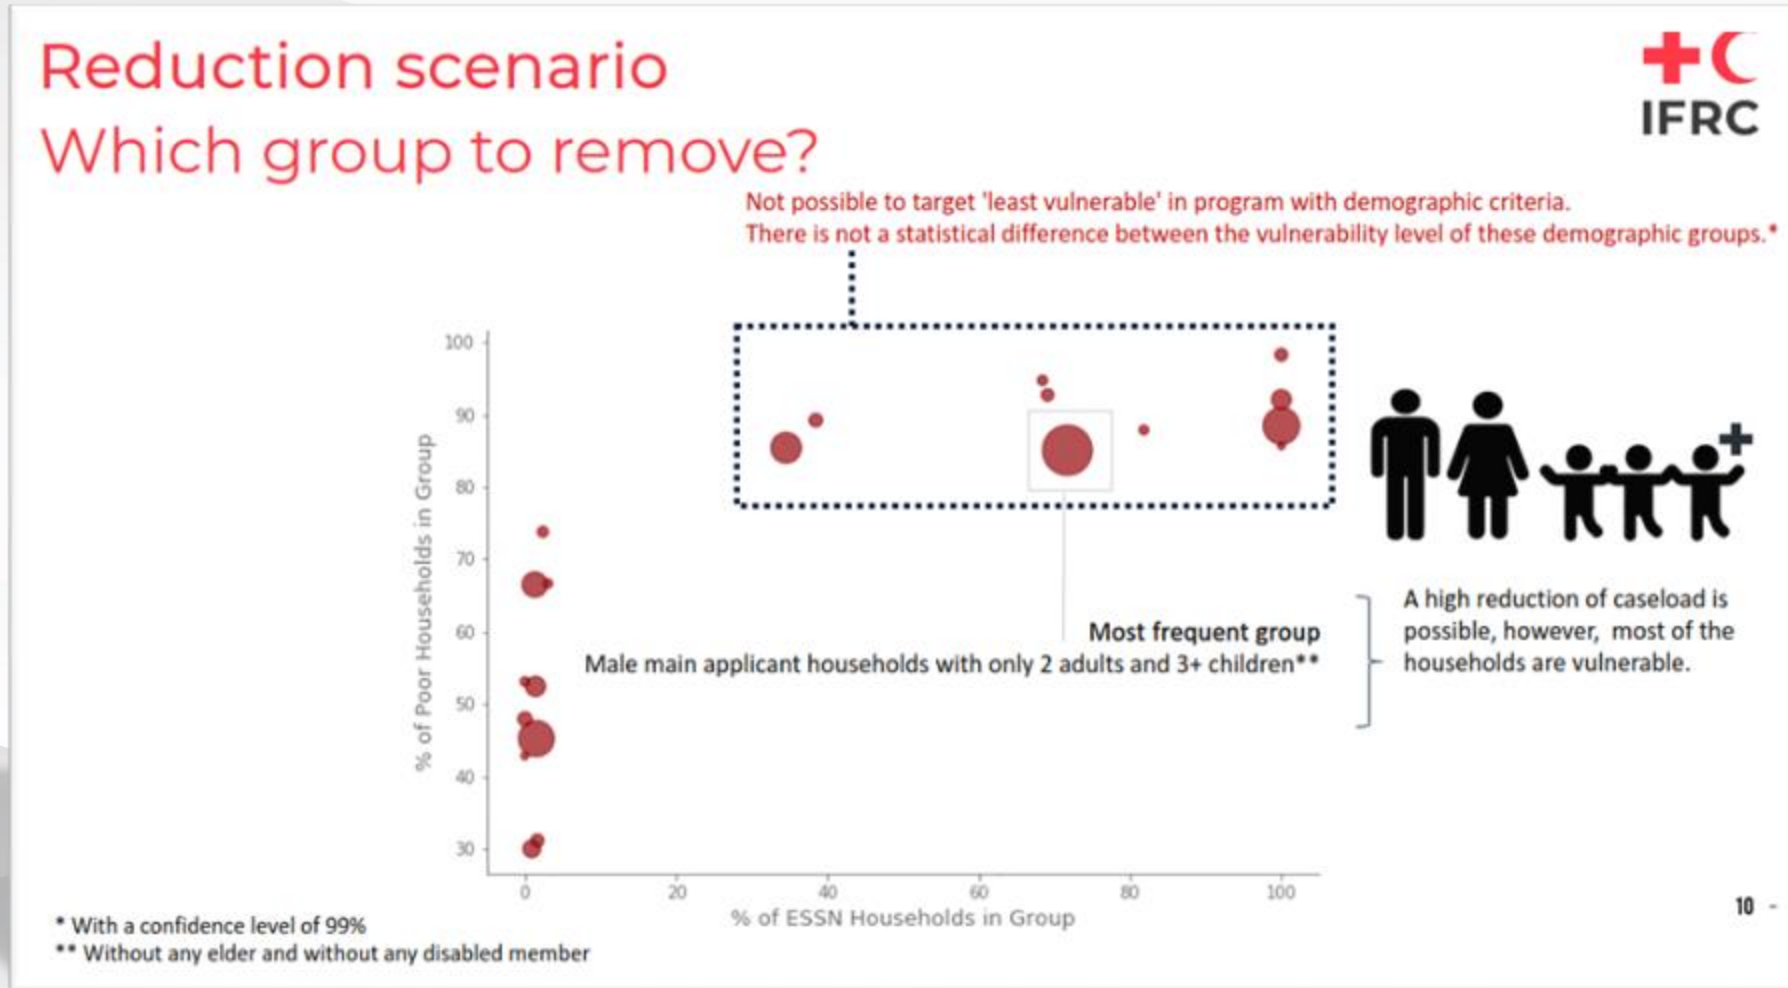 Reduction scenario
Which group to remove?
IFRC
Not possible to target 'least vulnerable' in program with demographic criteria.
There is not a statistical difference between the vulnerability level of these demographic groups.*
% of Poor Households in Group
100
90
80
70
60
50
40
30
0
20
40
60
80
100
% of ESSN Households in Group
Most frequent group
Male main applicant households with only 2 adults and 3+ children**
A high reduction of caseload is
possible, however, most of the
households are vulnerable.
* With a confidence level of 99%
** Without any elder and without any disabled member
10 -